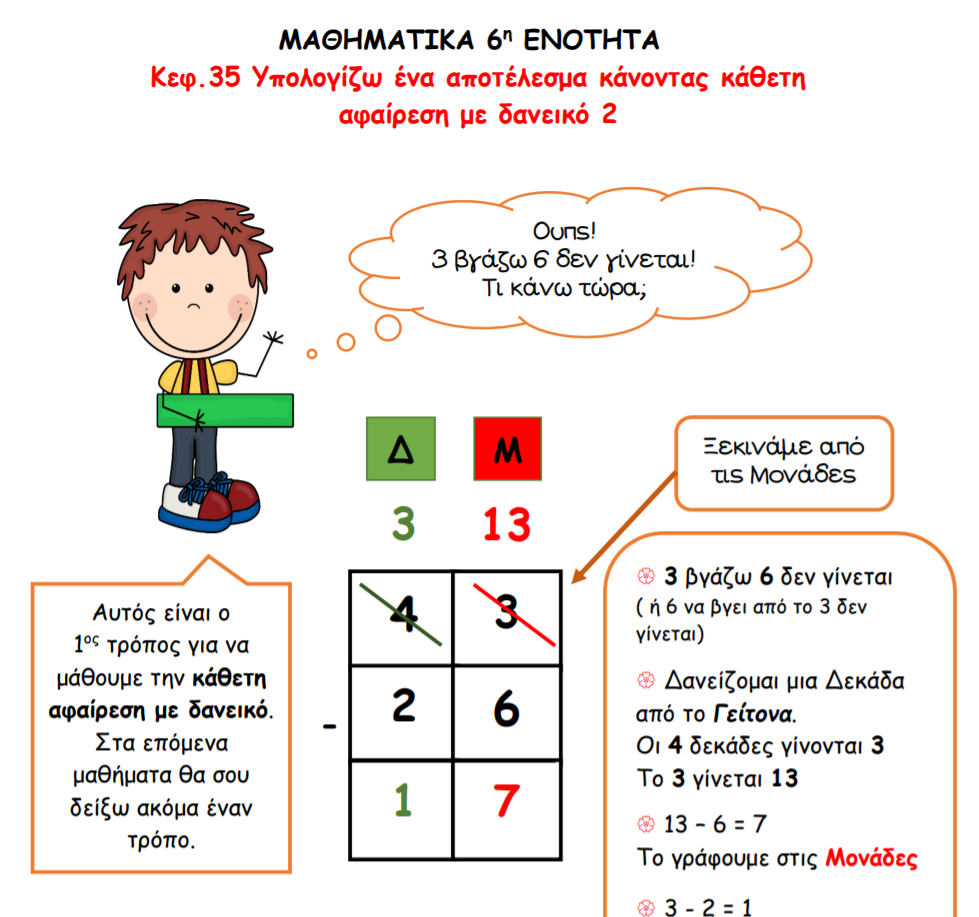 ΜΑΘΗΜΑΤΙΚΑ 6η ΕΝΟΤΗΤΑ
Κεφ.35 Υπολογίζω ένα αποτέλεσμα κάνοντας κάθετη
αφαίρεση με δανεικό 2
Ουπς!
3 βγάζω 6 δεν γίνεται!
Τι κάνω τώρα;
Δ Μ
3 13
4 3
- 2 6
1 7
Ξεκινάμε από
τις Μονάδες
Αυτός είναι ο
1ος τρόπος για να
μάθουμε την κάθετη
αφαίρεση με δανεικό.
Στα επόμενα
μαθήματα θα σου
δείξω ακόμα έναν
τρόπο.
3 βγάζω 6 δεν γίνεται
( ή 6 να βγει από το 3 δεν
γίνεται)
Δανείζομαι μια Δεκάδα
από το Γείτονα.
Οι 4 δεκάδες γίνονται 3
Το 3 γίνεται 13
13 – 6 = 7
Το γράφουμε στις Μονάδες
3 - 2 = 1